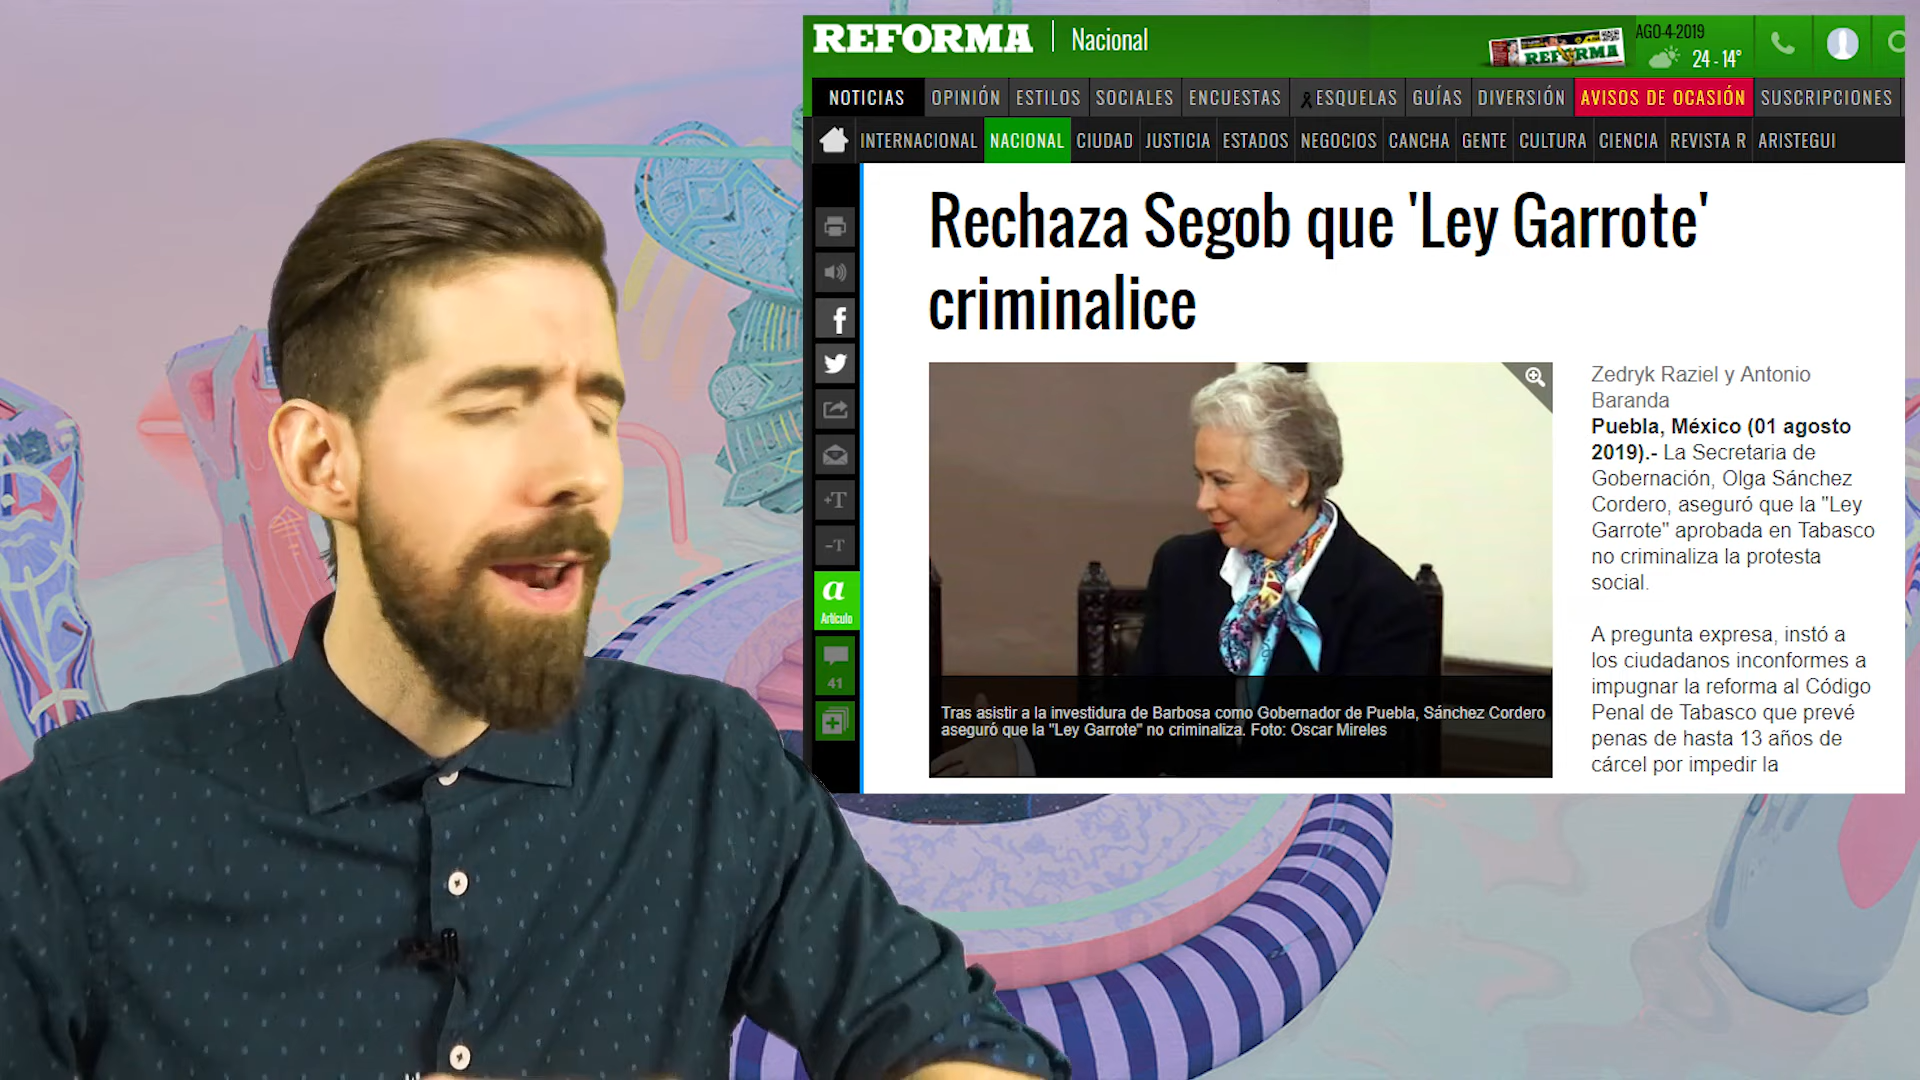 REFORMA
Nacional
REFORMA
AGO-4-2019
24 - 14°
NOTICIAS OPINIÓN ESTILOS SOCIALES ENCUESTAS ESQUELAS GUÍAS DIVERSIÓN AVISOS DE OCASIÓN SUSCRIPCIONES
INTERNACIONAL NACIONAL CIUDAD JUSTICIA ESTADOS NEGOCIOS CANCHA GENTE CULTURA CIENCIA REVISTA R ARISTEGUI
Rechaza Segob que 'Ley Garrote'
criminalice
f
+T
-T
a
Artículo
41
Tras asistir a la investidura de Barbosa como Gobernador de Puebla, Sánchez Cordero
aseguró que la "Ley Garrote" no criminaliza. Foto: Oscar Mireles
Zedryk Raziel y Antonio
Baranda
Puebla, México (01 agosto
2019).- La Secretaria de
Gobernación, Olga Sánchez
Cordero, aseguró que la "Ley
Garrote" aprobada en Tabasco
no criminaliza la protesta
social.
A pregunta expresa, instó a
los ciudadanos inconformes a
impugnar la reforma al Código
Penal de Tabasco que prevé
penas de hasta 13 años de
cárcel por impedir la